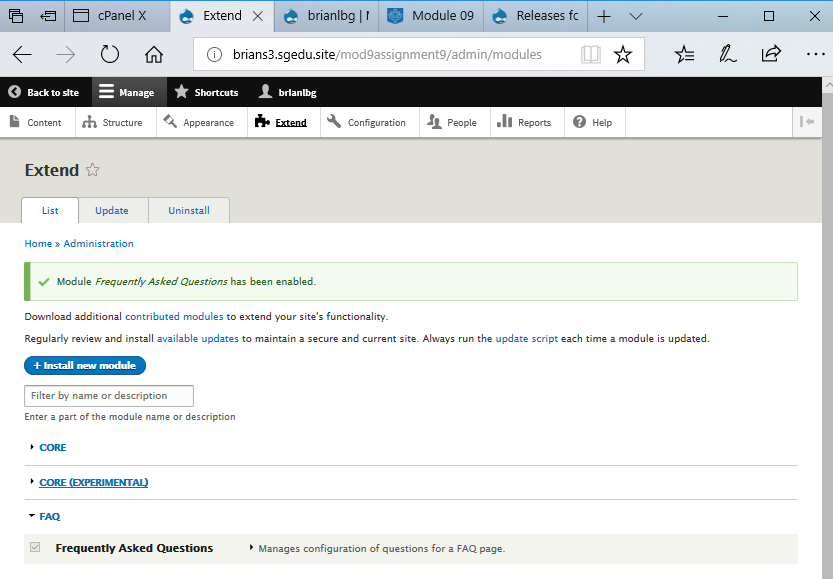 cPanel X
Extend
brianlbg |
Module 09
Releases fo
brians3.sgedu.site/mod9assignment9/admin/modules
Back to site Manage Shortcuts brianlbg
Content Structure Appearance Extend Configuration People Reports Help
Extend
List Update Uninstall
Home » Administration
Module Frequently Asked Questions has been enabled.
Download additional contributed modules to extend your site's functionality.
Regularly review and install available updates to maintain a secure and current site. Always run the update script each time a module is updated.
+ Install new module
Filter by name or description
Enter a part of the module name or description
CORE
CORE (EXPERIMENTAL)
FAQ
Frequently Asked Questions Manages configuration of questions for a FAQ page.